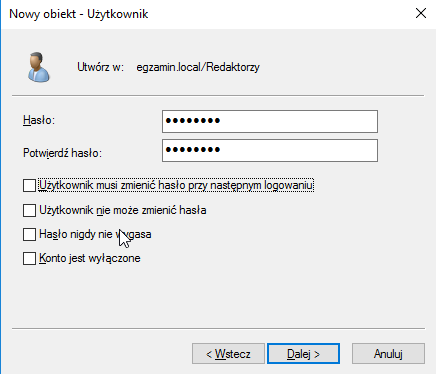 Nowy obiekt - Użytkownik
Utwórz w: egzamin.local/Redaktorzy
Hasło: ●●●●●●●●
Potwierdź hasło: ●●●●●●●●
Użytkownik musi zmienić hasło przy następnym logowaniu
Użytkownik nie może zmienić hasła
Hasło nigdy nie wygasa
Konto jest wyłączone
< Wstecz Dalej > Anuluj